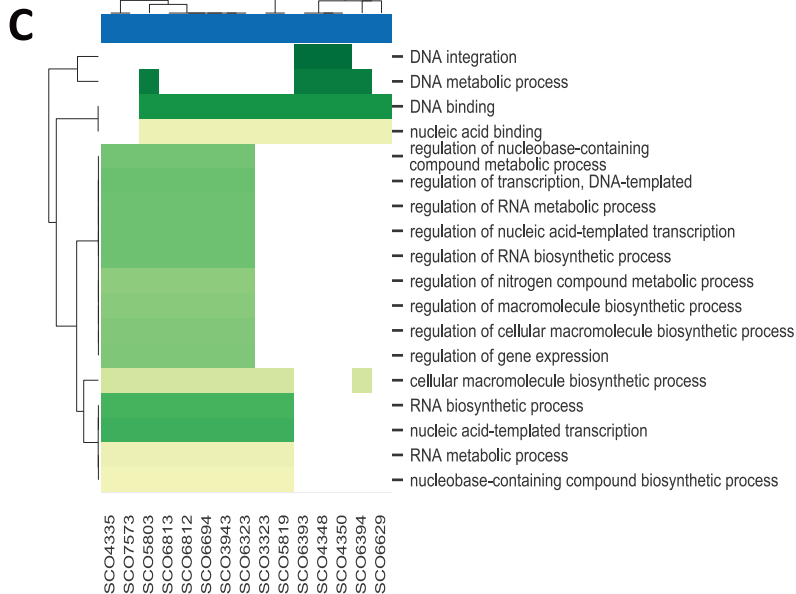 C
DNA integration
DNA metabolic process
DNA binding
nucleic acid binding
regulation of nucleobase-containing
compound metabolic process
regulation of transcription, DNA-templated
regulation of RNA metabolic process
regulation of nucleic acid-templated transcription
regulation of RNA biosynthetic process
regulation of nitrogen compound metabolic process
regulation of macromolecule biosynthetic process
regulation of cellular macromolecule biosynthetic process
regulation of gene expression
cellular macromolecule biosynthetic process
RNA biosynthetic process
nucleic acid-templated transcription
RNA metabolic process
nucleobase-containing compound biosynthetic process
SCO4335
SCO7573
SCO5803
SCO6813
SCO6812
SCO6694
SCO3943
SCO6323
SCO3323
SCO5819
SCO6393
SCO4348
SCO4350
SCO6394
SCO6629